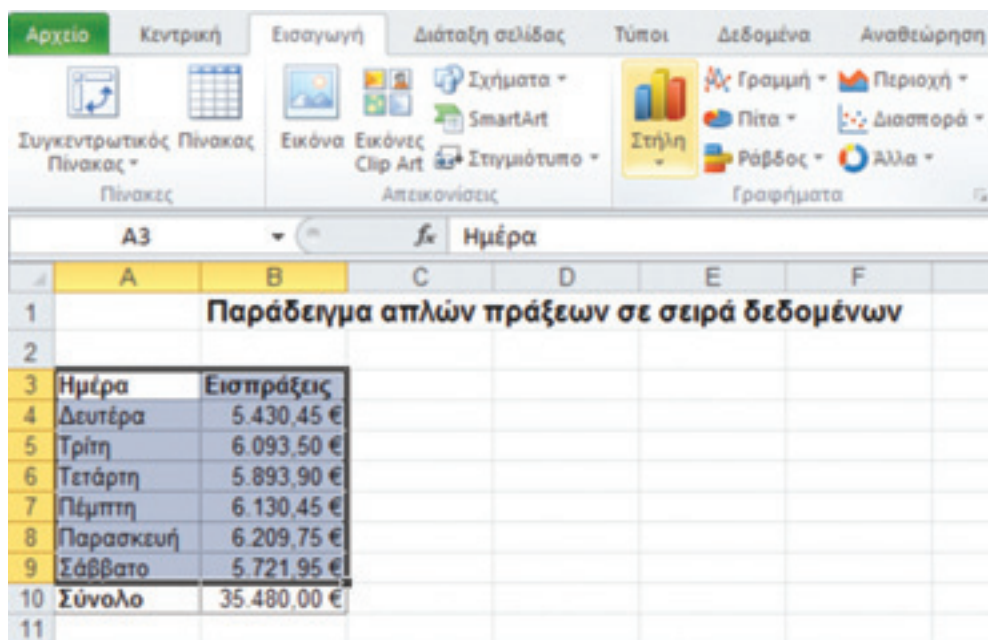 Αρχείο Κεντρική Εισαγωγή Διάταξη σελίδας Τύποι Δεδομένα Αναθεώρηση
Συγκεντρωτικός Πίνακας
Πίνακας
Πίνακες
Εικόνα Εικόνες
Clip Art
Σχήματα
SmartArt
Στιγμιότυπο
Απεικονίσεις
Στήλη
Γραμμή Περιοχή
Πίτα Διασπορά
Ράβδος Άλλα
Γραφήματα
A3 fx Ημέρα
A B C D E F
1 Παράδειγμα απλών πράξεων σε σειρά δεδομένων
2
3 Ημέρα Εισπράξεις
4 Δευτέρα 5.430,45 €
5 Τρίτη 6.093,50 €
6 Τετάρτη 5.893,90 €
7 Πέμπτη 6.130,45 €
8 Παρασκευή 6.209,75 €
9 Σάββατο 5.721,95 €
10 Σύνολο 35.480,00 €
11